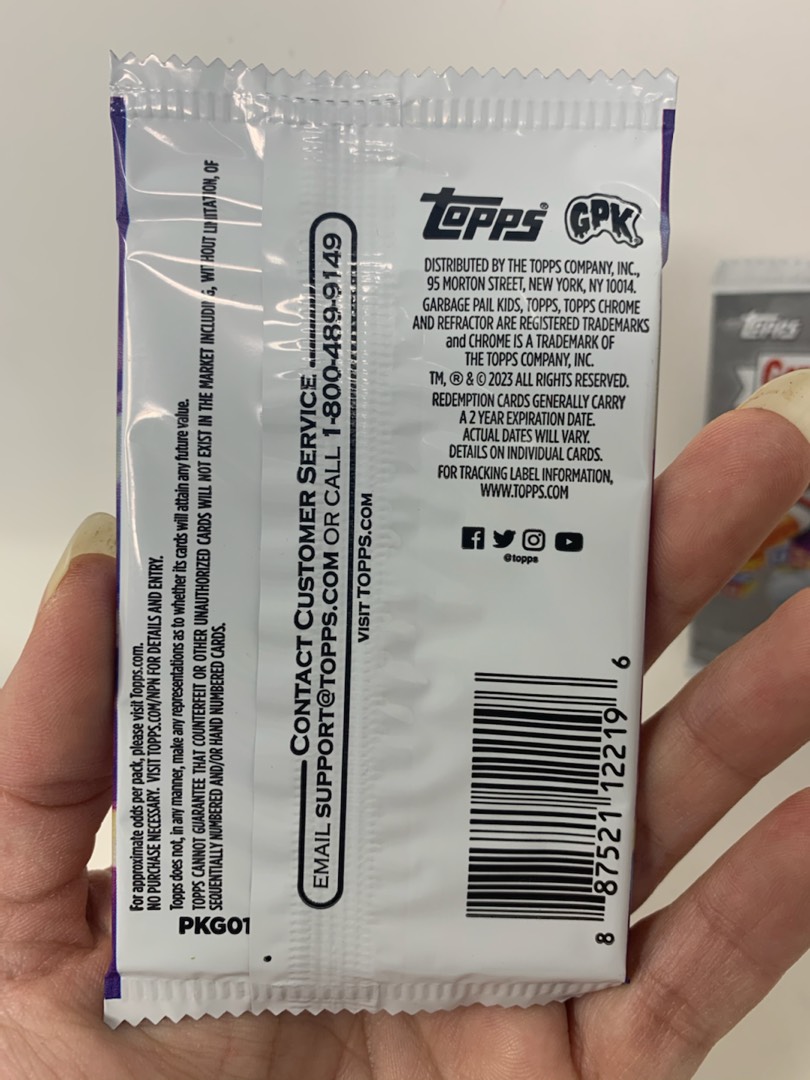 TOPPS®
GPK
DISTRIBUTED BY THE TOPPS COMPANY, INC.,
95 MORTON STREET, NEW YORK, NY 10014.
GARBAGE PAIL KIDS, TOPPS, TOPPS CHROME
AND REFRACTOR ARE REGISTERED TRADEMARKS
and CHROME IS A TRADEMARK OF
THE TOPPS COMPANY, INC.
TM, ® & © 2023 ALL RIGHTS RESERVED.
REDEMPTION CARDS GENERALLY CARRY
A 2 YEAR EXPIRATION DATE.
ACTUAL DATES WILL VARY.
DETAILS ON INDIVIDUAL CARDS.
FOR TRACKING LABEL INFORMATION,
WWW.TOPPS.COM
@topps
8 87521 12219 6
CONTACT CUSTOMER SERVICE
EMAIL SUPPORT@TOPPS.COM OR CALL 1-800-489-9149
VISIT TOPPS.COM
For approximate odds per pack, please visit Topps.com.
NO PURCHASE NECESSARY. VISIT TOPPS.COM/NPN FOR DETAILS AND ENTRY.
Topps does not, in any manner, make any representations as to whether its cards will attain any future value.
TOPPS CANNOT GUARANTEE THAT COUNTERFEIT OR OTHER UNAUTHORIZED CARDS WILL NOT EXIST IN THE MARKET INCLUDING, WITHOUT LIMITATION, OF
SEQUENTIALLY NUMBERED AND/OR HAND NUMBERED CARDS.
PKG01
TOPPS